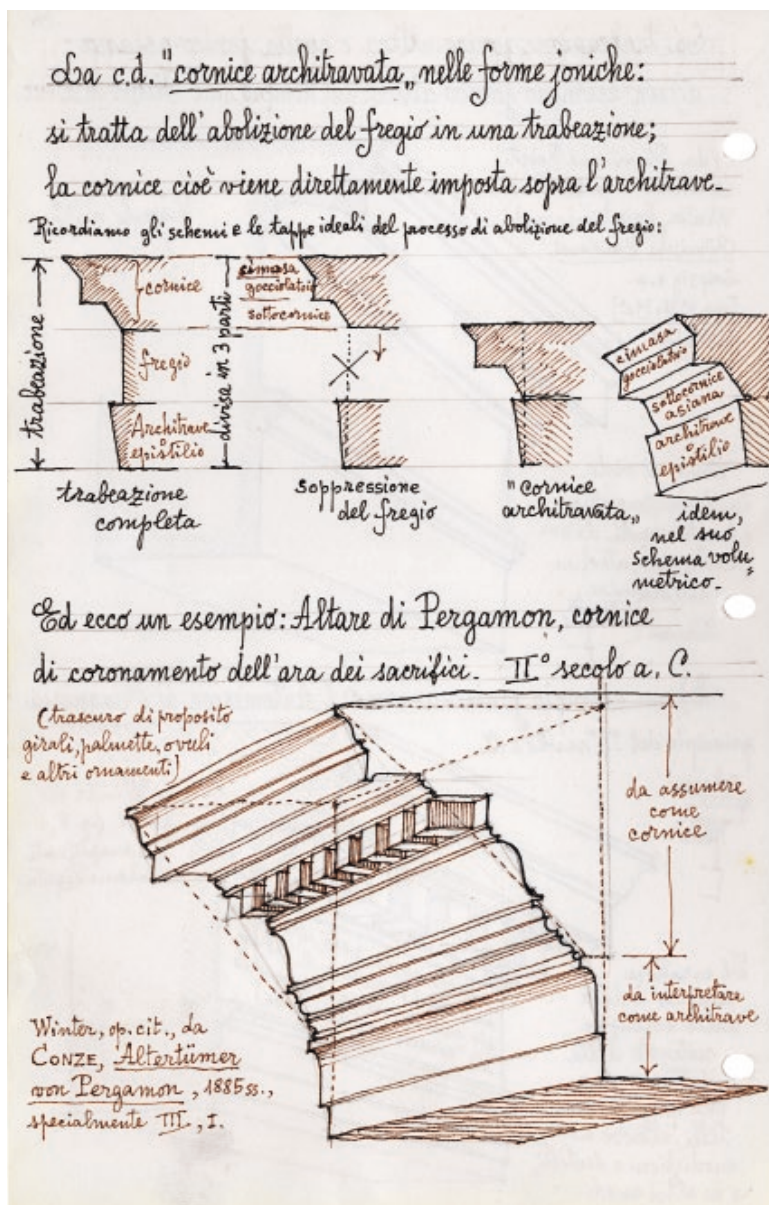 La c.d. "cornice architravata„ nelle forme joniche:
si tratta dell'abolizione del fregio in una trabeazione;
la cornice cioè viene direttamente imposta sopra l'architrave.
Ricordiamo gli schemi e le tappe ideali del processo di abolizione del fregio:
trabeazione
cornice
fregio
Architrave
o
epistilio
trabeazione
completa
divisa in 3 parti
cimasa
gocciolatoio
sottocornice
soppressione
del fregio
"cornice
architravata„
cimasa
gocciolatoio
sottocornice
asiana
architrave
o
epistilio
idem,
nel suo
schema volu=
metrico.
Ed ecco un esempio: Altare di Pergamon, cornice
di coronamento dell'ara dei sacrifici. II° secolo a. C.
(trascuro di proposito
girali, palmette, ovuli
e altri ornamenti)
da assumere
come
cornice
da interpretare
come architrave
Winter, op. cit., da
CONZE, Altertümer
von Pergamon, 1885 ss.,
specialmente III, I.